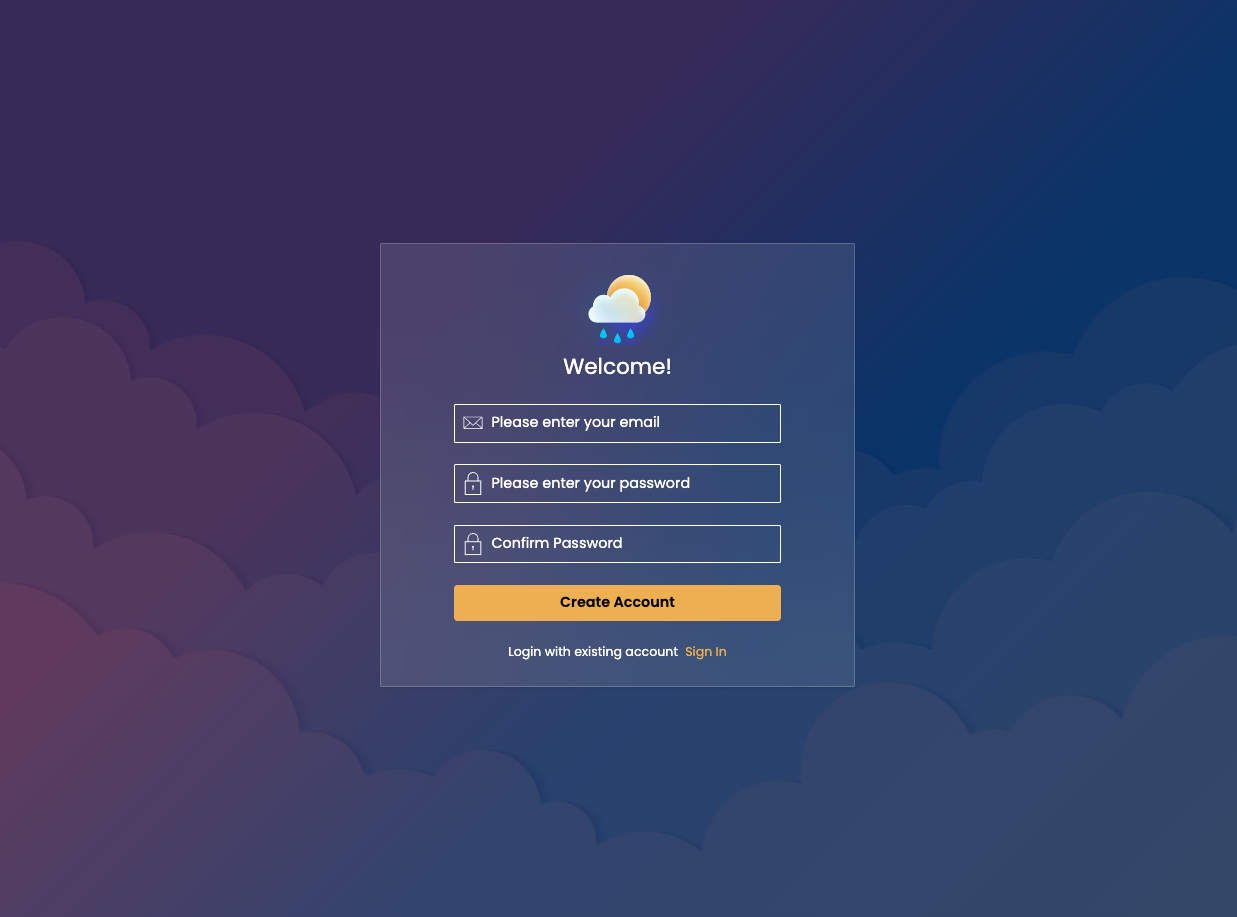 Welcome!
Please enter your email
Please enter your password
Confirm Password
Create Account
Login with existing account Sign In